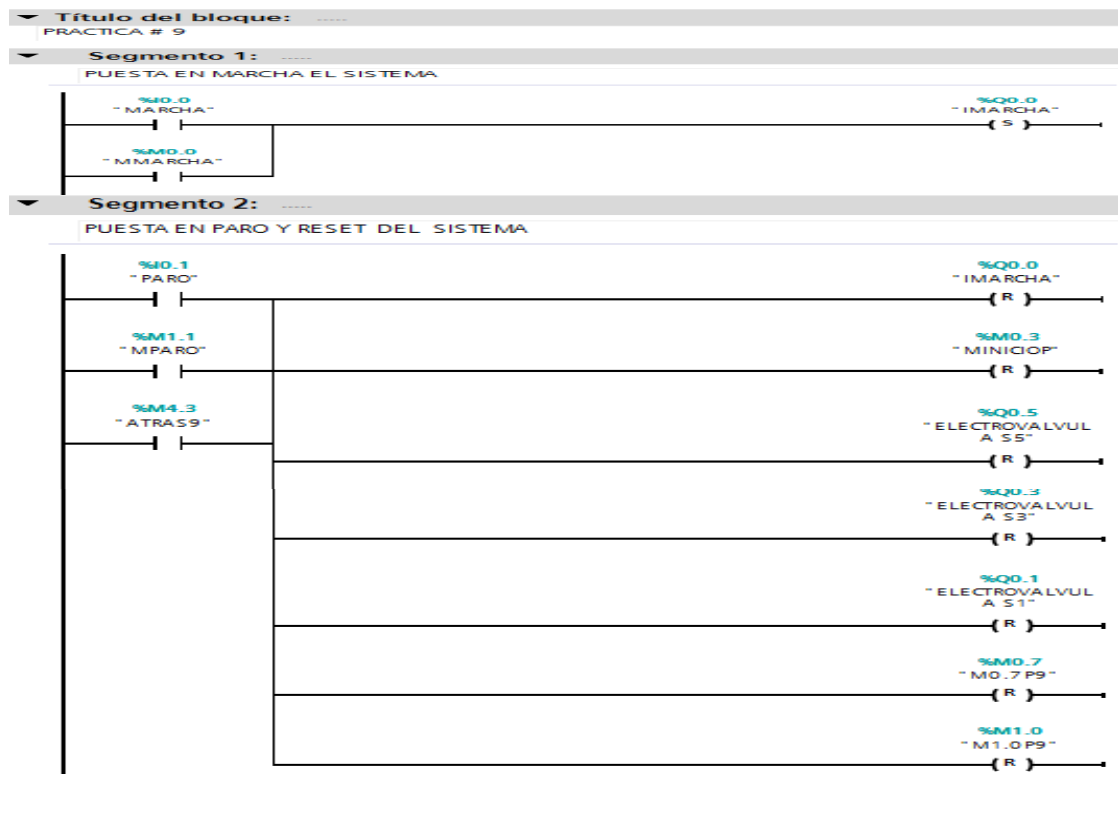 Título del bloque: .....
PRACTICA # 9
Segmento 1: .....
PUESTA EN MARCHA EL SISTEMA
%I0.0
"MARCHA"
%Q0.0
"IMARCHA"
S
%M0.0
"MMARCHA"
Segmento 2: .....
PUESTA EN PARO Y RESET DEL SISTEMA
%I0.1
"PARO"
%Q0.0
"IMARCHA"
R
%M1.1
"MPARO"
%M0.3
"MINICIOP"
R
%M4.3
"ATRAS9"
%Q0.5
"ELECTROVALVUL
A S5"
R
%Q0.3
"ELECTROVALVUL
A S3"
R
%Q0.1
"ELECTROVALVUL
A S1"
R
%M0.7
"M0.7P9"
R
%M1.0
"M1.0P9"
R